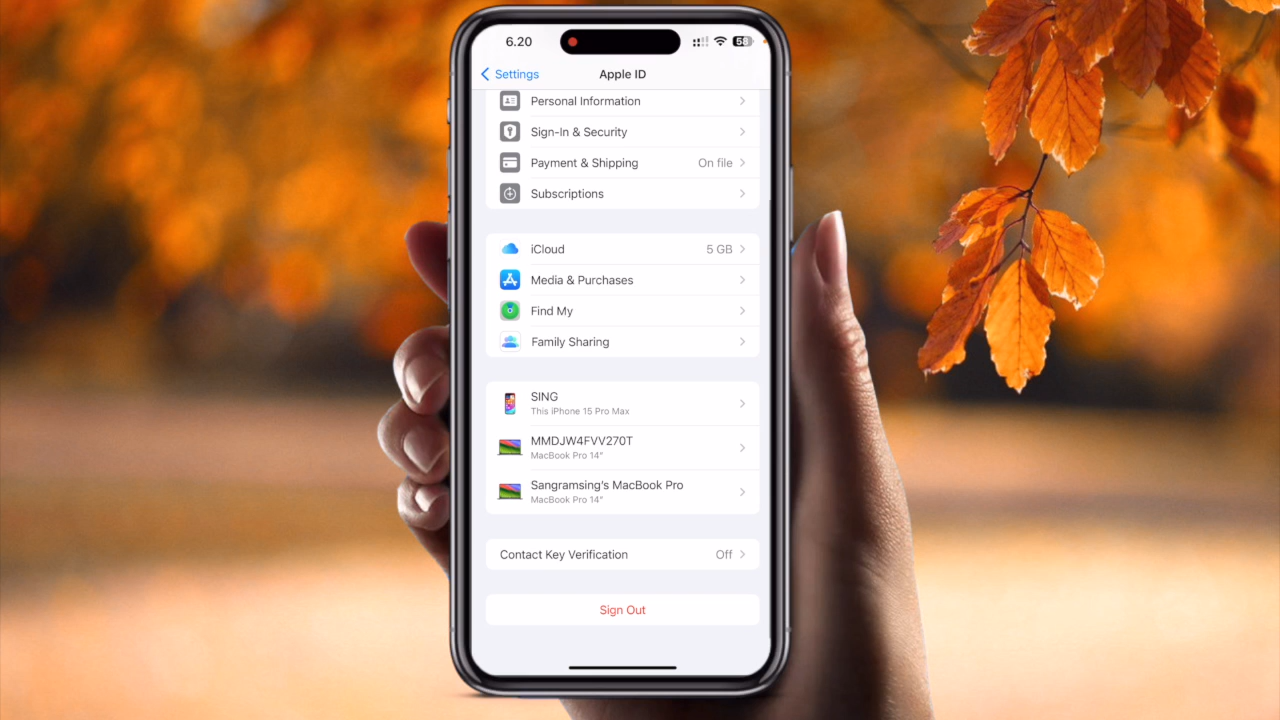 6.20
58
Settings
Apple ID
Personal Information
Sign-In & Security
Payment & Shipping
On file
Subscriptions
iCloud
5 GB
Media & Purchases
Find My
Family Sharing
SING
This iPhone 15 Pro Max
MMDJW4FVV270T
MacBook Pro 14"
Sangramsing's MacBook Pro
MacBook Pro 14"
Contact Key Verification
Off
Sign Out